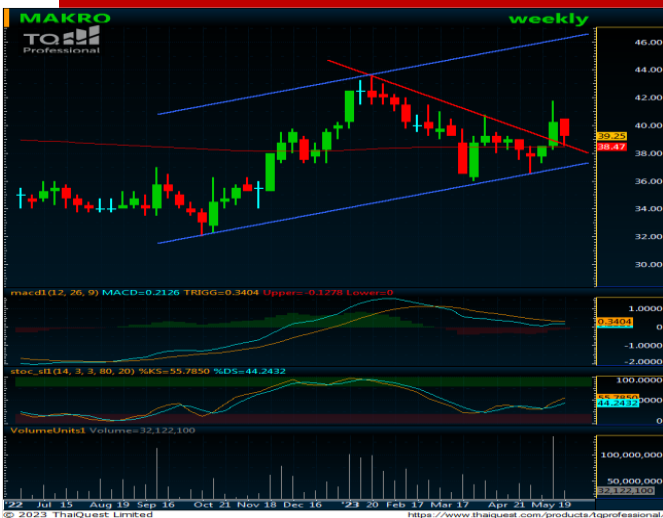 MAKRO weekly
TQ
Professional
46.00
44.00
42.00
40.00
39.25
38.47
38.00
36.00
34.00
32.00
30.00
macd1(12, 26, 9) MACD=0.2126 TRIGG=0.3404 Upper=-0.1278 Lower=0
1.0000
0.3404
0
-1.0000
-2.0000
stoc_sl1(14, 3, 3, 80, 20) %KS=55.7850 %DS=44.2432
100.0000
55.7850
44.2432
0
VolumeUnits1 Volume=32,122,100
100,000,000
50,000,000
32,122,100
'22 Jul 15 Aug 19 Sep 16 Oct 21 Nov 18 Dec 16 '23 20 Feb 17 Mar 17 Apr 21 May 19
© 2023 ThaiQuest Limited https://www.thaiquest.com/products/tqprofessional/